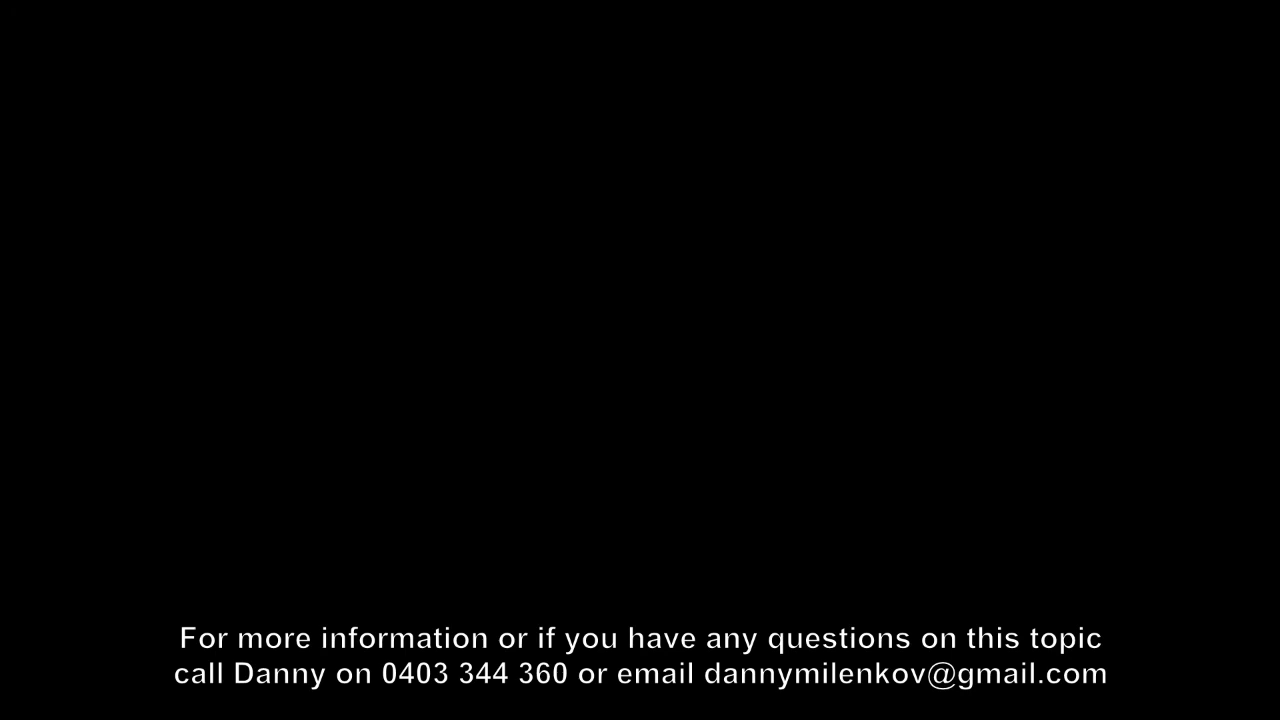 For more information or if you have any questions on this topic
call Danny on 0403 344 360 or email dannymilenkov@gmail.com